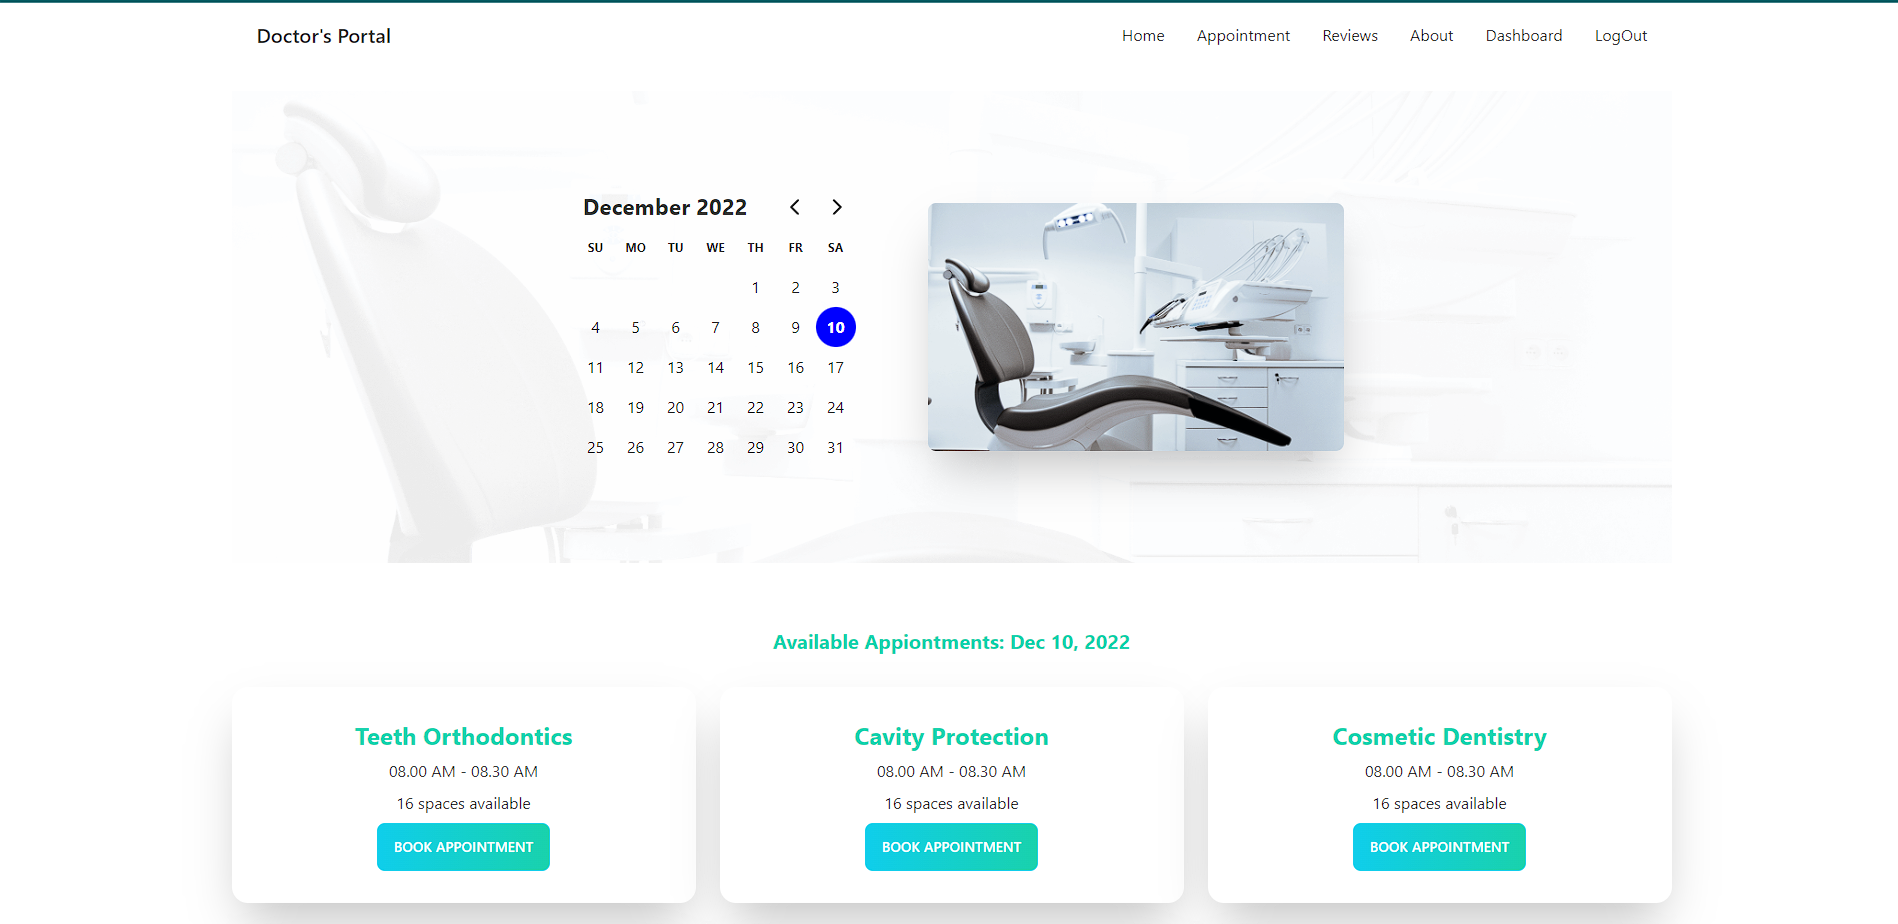 Doctor's Portal
Home Appointment Reviews About Dashboard LogOut
December 2022
SU MO TU WE TH FR SA
1 2 3
4 5 6 7 8 9 10
11 12 13 14 15 16 17
18 19 20 21 22 23 24
25 26 27 28 29 30 31
Available Appiontments: Dec 10, 2022
Teeth Orthodontics
08.00 AM - 08.30 AM
16 spaces available
BOOK APPOINTMENT
Cavity Protection
08.00 AM - 08.30 AM
16 spaces available
BOOK APPOINTMENT
Cosmetic Dentistry
08.00 AM - 08.30 AM
16 spaces available
BOOK APPOINTMENT